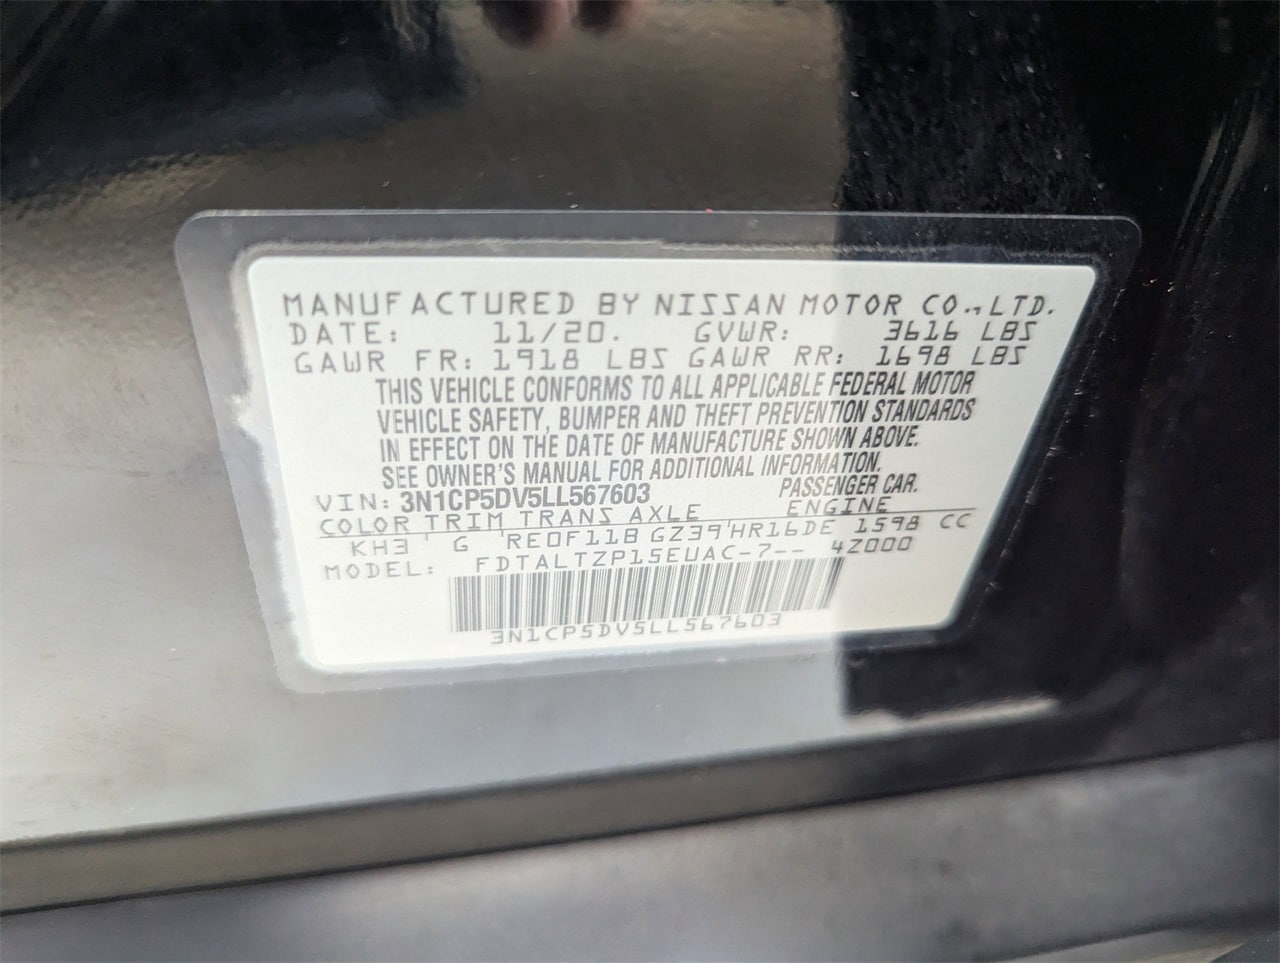 MANUFACTURED BY NISSAN MOTOR CO.,LTD.
DATE: 11/20. GVWR: 3616 LBS
GAWR FR: 1918 LBS GAWR RR: 1698 LBS
THIS VEHICLE CONFORMS TO ALL APPLICABLE FEDERAL MOTOR
VEHICLE SAFETY, BUMPER AND THEFT PREVENTION STANDARDS
IN EFFECT ON THE DATE OF MANUFACTURE SHOWN ABOVE.
SEE OWNER'S MANUAL FOR ADDITIONAL INFORMATION.
VIN: 3N1CP5DV5LL567603 PASSENGER CAR.
COLOR TRIM TRANS AXLE ENGINE
KH3 ' G 'RE0F11B GZ39'HR16DE 1598 CC
MODEL: FDTALTZP15EUAC-7-- 4Z000
3N1CP5DV5LL567603